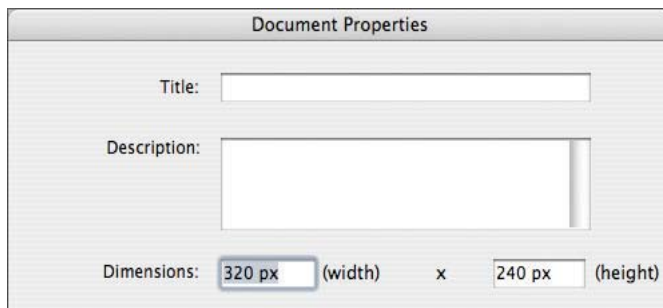 Document Properties
Title:
Description:
Dimensions: 320 px (width) x 240 px (height)